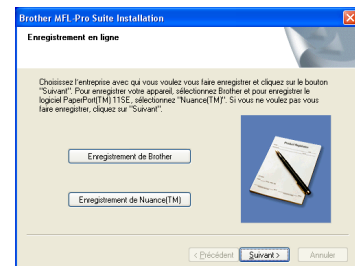 Brother MFL-Pro Suite Installation
Enregistrement en ligne
Choisissez l'entreprise avec qui vous voulez vous faire enregistrer et cliquez sur le bouton
"Suivant". Pour enregistrer votre appareil, sélectionnez Brother et pour enregistrer le
logiciel PaperPort(TM) 11SE, sélectionnez "Nuance(TM)". Si vous ne voulez pas vous
faire enregistrer, cliquez sur "Suivant".
Enregistrement de Brother
Enregistrement de Nuance(TM)
< Précédent Suivant > Annuler